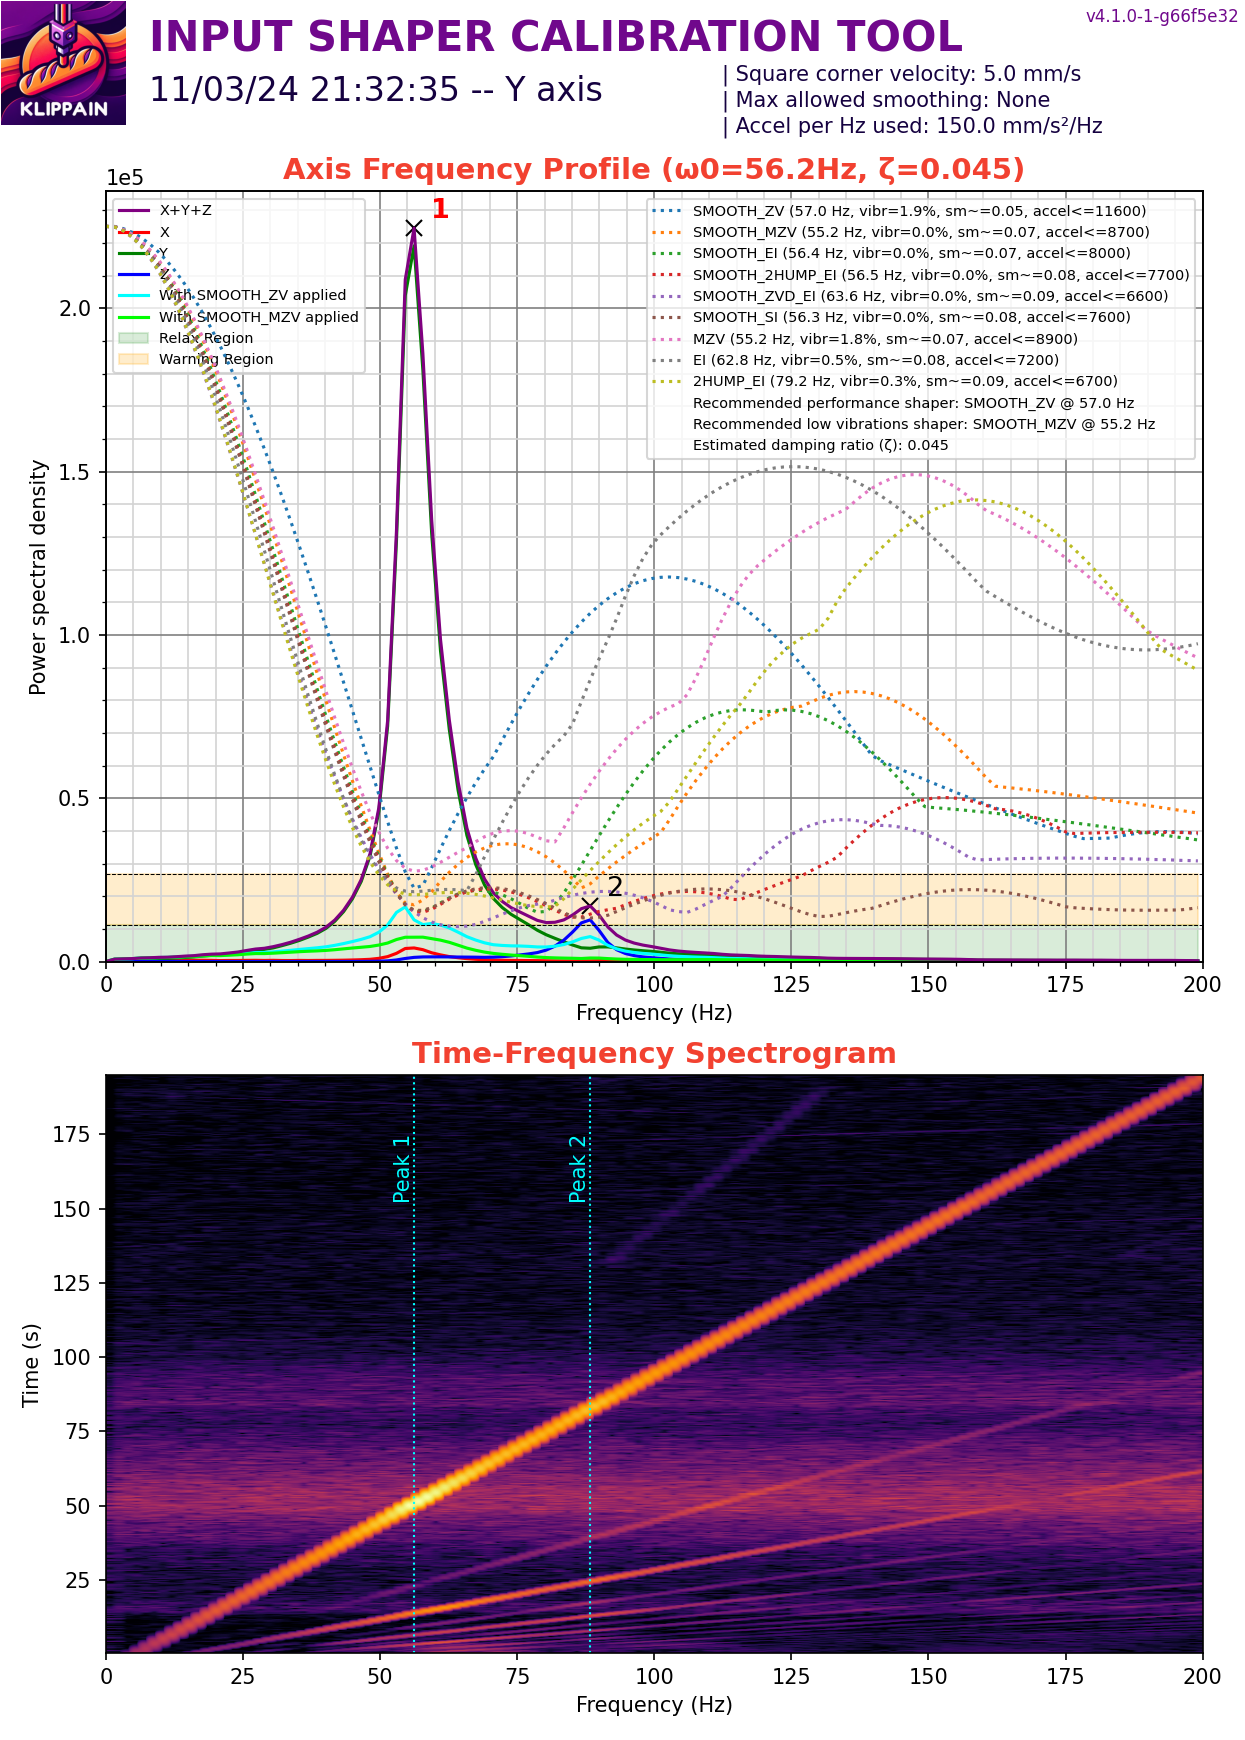 v4.1.0-1-g66f5e32
INPUT SHAPER CALIBRATION TOOL
KLIPPAIN
11/03/24 21:32:35 -- Y axis
| Square corner velocity: 5.0 mm/s
| Max allowed smoothing: None
| Accel per Hz used: 150.0 mm/s²/Hz
Axis Frequency Profile (ω0=56.2Hz, ζ=0.045)
1e5
X+Y+Z
X
Y
Z
With SMOOTH_ZV applied
With SMOOTH_MZV applied
Relax Region
Warning Region
1
SMOOTH_ZV (57.0 Hz, vibr=1.9%, sm~=0.05, accel<=11600)
SMOOTH_MZV (55.2 Hz, vibr=0.0%, sm~=0.07, accel<=8700)
SMOOTH_EI (56.4 Hz, vibr=0.0%, sm~=0.07, accel<=8000)
SMOOTH_2HUMP_EI (56.5 Hz, vibr=0.0%, sm~=0.08, accel<=7700)
SMOOTH_ZVD_EI (63.6 Hz, vibr=0.0%, sm~=0.09, accel<=6600)
SMOOTH_SI (56.3 Hz, vibr=0.0%, sm~=0.08, accel<=7600)
MZV (55.2 Hz, vibr=1.8%, sm~=0.07, accel<=8900)
EI (62.8 Hz, vibr=0.5%, sm~=0.08, accel<=7200)
2HUMP_EI (79.2 Hz, vibr=0.3%, sm~=0.09, accel<=6700)
Recommended performance shaper: SMOOTH_ZV @ 57.0 Hz
Recommended low vibrations shaper: SMOOTH_MZV @ 55.2 Hz
Estimated damping ratio (ζ): 0.045
2
Power spectral density
2.0
1.5
1.0
0.5
0.0
0 25 50 75 100 125 150 175 200
Frequency (Hz)
Time-Frequency Spectrogram
Peak 1
Peak 2
Time (s)
175
150
125
100
75
50
25
0 25 50 75 100 125 150 175 200
Frequency (Hz)